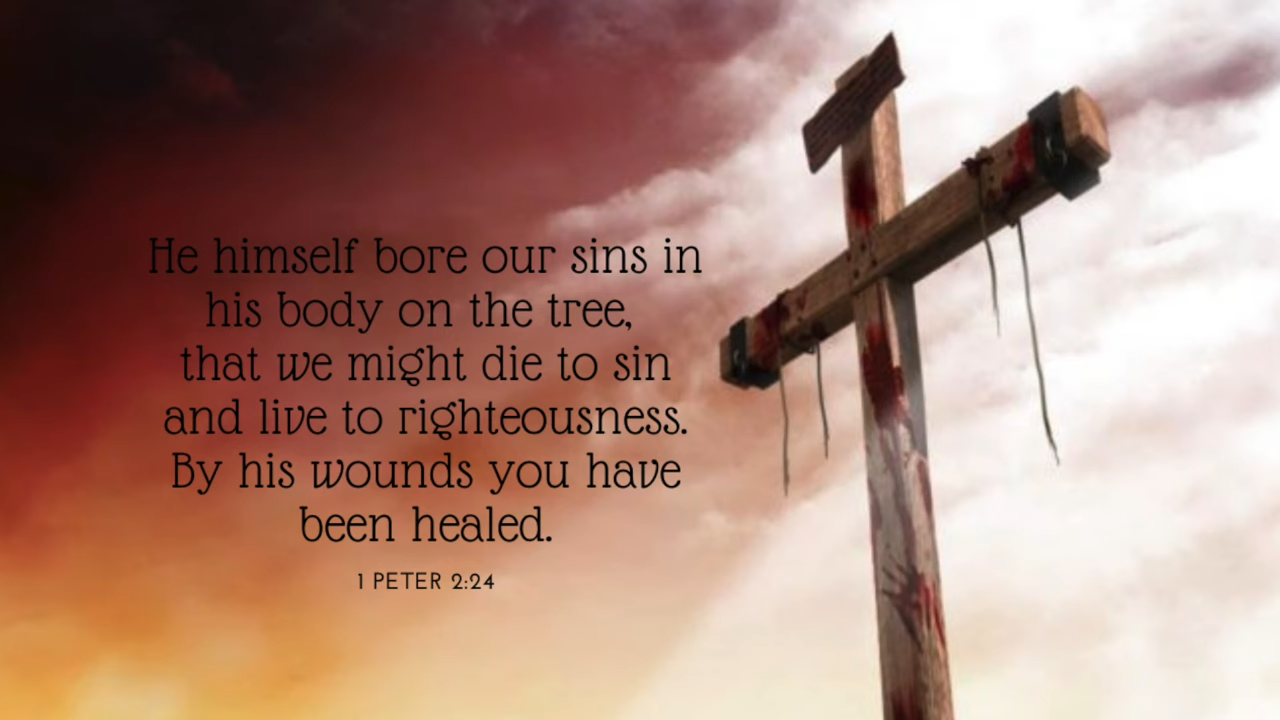 He himself bore our sins in
his body on the tree,
that we might die to sin
and live to righteousness.
By his wounds you have
been healed.
1 PETER 2:24